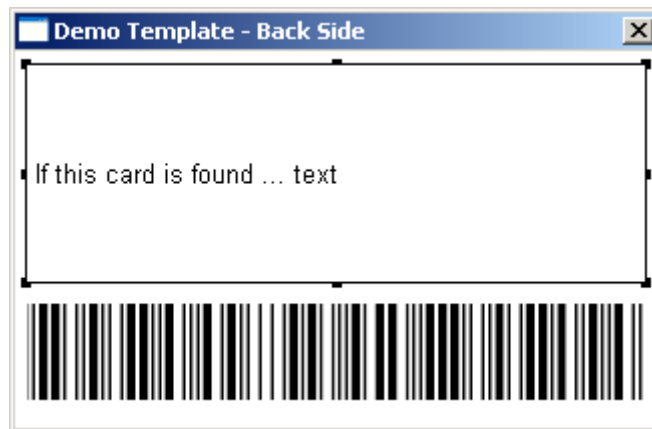 Demo Template - Back Side
If this card is found ... text